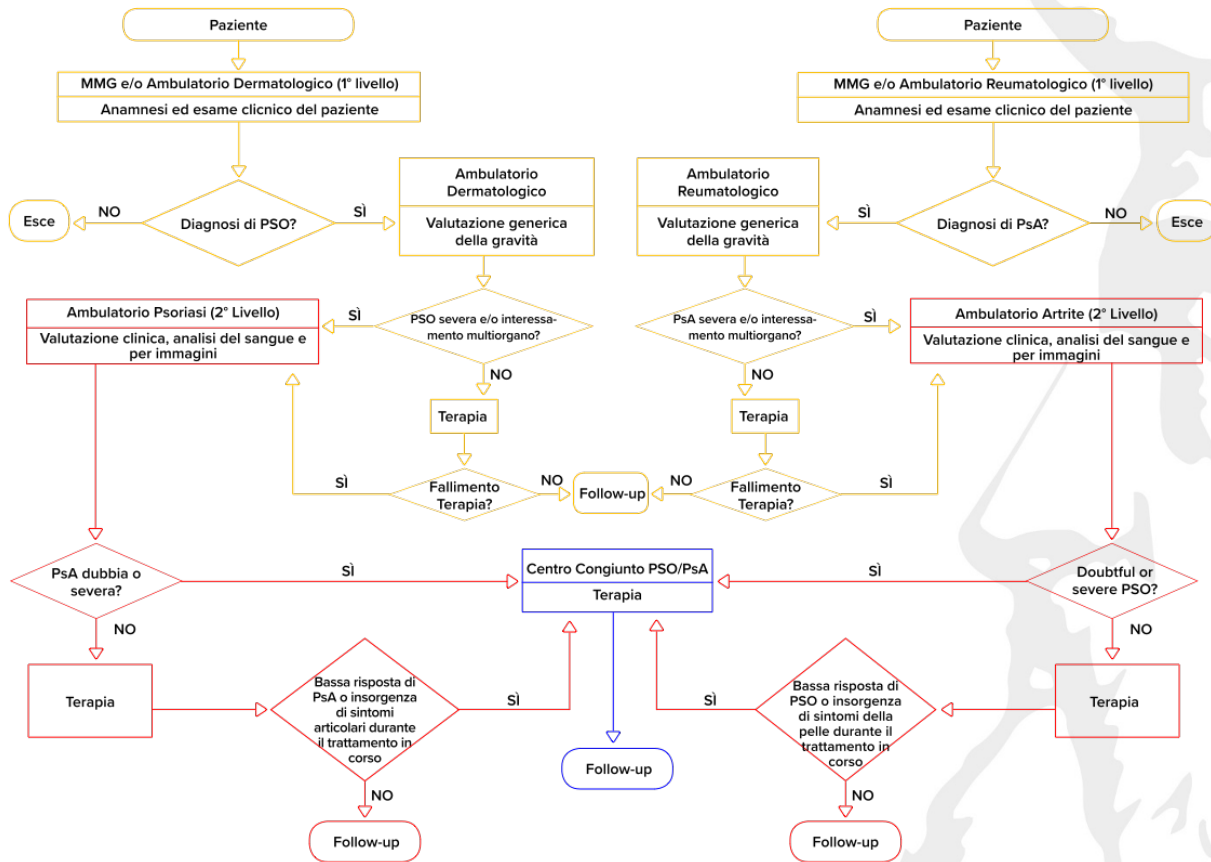 Paziente
Paziente
MMG e/o Ambulatorio Dermatologico (1° livello)
Anamnesi ed esame clicnico del paziente
MMG e/o Ambulatorio Reumatologico (1° livello)
Anamnesi ed esame clicnico del paziente
Esce
NO
Diagnosi di PSO?
SÌ
Ambulatorio
Dermatologico
Valutazione generica
della gravità
Ambulatorio
Reumatologico
Valutazione generica
della gravità
SÌ
Diagnosi di PsA?
NO
Esce
Ambulatorio Psoriasi (2° Livello)
Valutazione clinica, analisi del sangue e
per immagini
SÌ
PSO severa e/o interessa-
mento multiorgano?
PsA severa e/o interessa-
mento multiorgano?
SÌ
Ambulatorio Artrite (2° Livello)
Valutazione clinica, analisi del sangue e
per immagini
NO
NO
Terapia
Terapia
SÌ
Fallimento
Terapia?
NO
Follow-up
NO
Fallimento
Terapia?
SÌ
PsA dubbia o
severa?
SÌ
Centro Congiunto PSO/PsA
Terapia
SÌ
Doubtful or
severe PSO?
NO
NO
Terapia
Bassa risposta di
PsA o insorgenza
di sintomi
articolari durante
il trattamento in
corso
SÌ
SÌ
Bassa risposta di
PSO o insorgenza
di sintomi della
pelle durante il
trattamento in
corso
Terapia
Follow-up
NO
NO
Follow-up
Follow-up